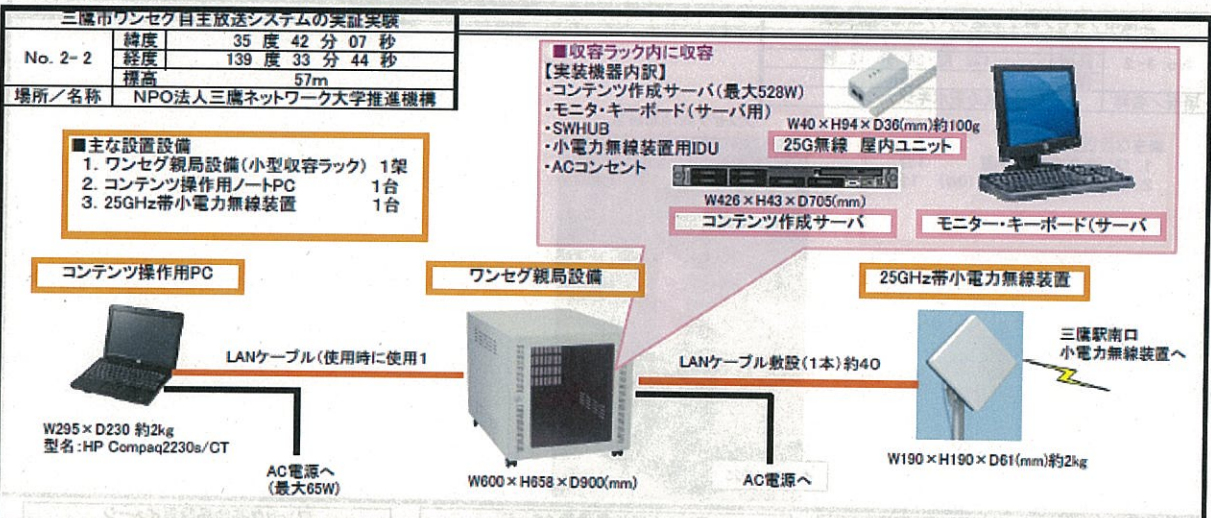 三鷹市ワンセグ自主放送システムの実証実験
No. 2-2
緯度 35 度 42 分 07 秒
経度 139 度 33 分 44 秒
標高 57m
場所／名称 NPO法人三鷹ネットワーク大学推進機構
■主な設置設備
1. ワンセグ親局設備（小型収容ラック） 1架
2. コンテンツ操作用ノートPC 1台
3. 25GHz帯小電力無線装置 1台
■収容ラック内に収容
【実装機器内訳】
・コンテンツ作成サーバ（最大528W）
・モニタ・キーボード（サーバ用）
・SWHUB
・小電力無線装置用IDU
・ACコンセント
W40×H94×D36(mm)約100g
25G無線 屋内ユニット
W426×H43×D705(mm)
コンテンツ作成サーバ
モニター・キーボード（サーバ
コンテンツ操作用PC
ワンセグ親局設備
25GHz帯小電力無線装置
LANケーブル（使用時に使用1
LANケーブル敷設（1本）約40
三鷹駅南口
小電力無線装置へ
W295×D230 約2kg
型名：HP Compaq2230s/CT
AC電源へ
（最大65W）
W600×H658×D900(mm)
AC電源へ
W190×H190×D61(mm)約2kg